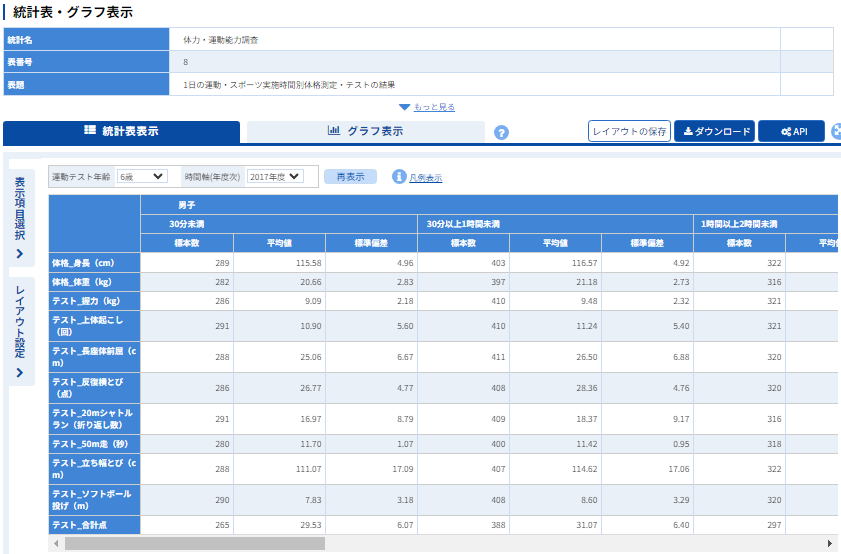 統計表・グラフ表示
統計名 体力・運動能力調査
表番号 8
表題 1日の運動・スポーツ実施時間別体格測定・テストの結果
もっと見る
統計表表示 グラフ表示 ? レイアウトの保存 ダウンロード API
表示項目選択
レイアウト設定
運動テスト年齢 6歳 時間軸(年度次) 2017年度 再表示 i 凡例表示
男子
30分未満 30分以上1時間未満 1時間以上2時間未満
標本数 平均値 標準偏差 標本数 平均値 標準偏差 標本数 平均
体格_身長（cm） 289 115.58 4.96 403 116.57 4.92 322
体格_体重（kg） 282 20.66 2.83 397 21.18 2.73 316
テスト_握力（kg） 286 9.09 2.18 410 9.48 2.32 321
テスト_上体起こし
（回） 291 10.90 5.60 410 11.24 5.40 321
テスト_長座体前屈（c
m） 288 25.06 6.67 411 26.50 6.88 320
テスト_反復横とび
（点） 286 26.77 4.77 408 28.36 4.76 320
テスト_20mシャトル
ラン（折り返し数） 291 16.97 8.79 409 18.37 9.17 316
テスト_50m走（秒） 280 11.70 1.07 400 11.42 0.95 318
テスト_立ち幅とび（c
m） 288 111.07 17.09 407 114.62 17.06 322
テスト_ソフトボール
投げ（m） 290 7.83 3.18 408 8.60 3.29 320
テスト_合計点 265 29.53 6.07 388 31.07 6.40 297